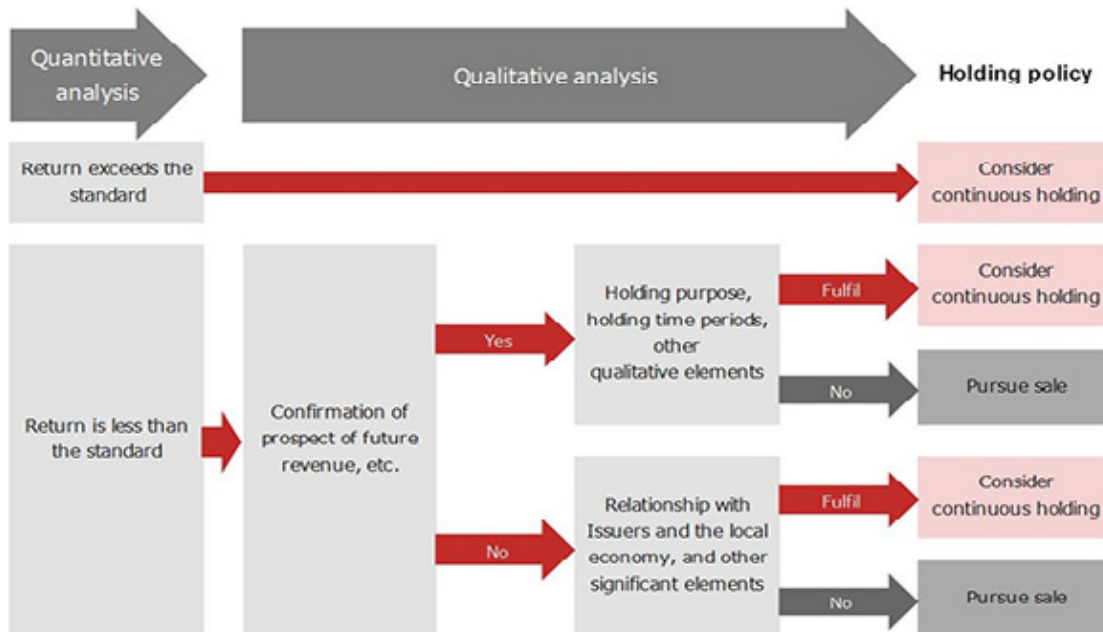 Quantitative
analysis
Qualitative analysis
Holding policy
Return exceeds the
standard
Consider
continuous holding
Return is less than
the standard
Confirmation of
prospect of future
revenue, etc.
Yes
Holding purpose,
holding time periods,
other
qualitative elements
Fulfil
Consider
continuous holding
No
Pursue sale
No
Relationship with
Issuers and the local
economy, and other
significant elements
Fulfil
Consider
continuous holding
No
Pursue sale